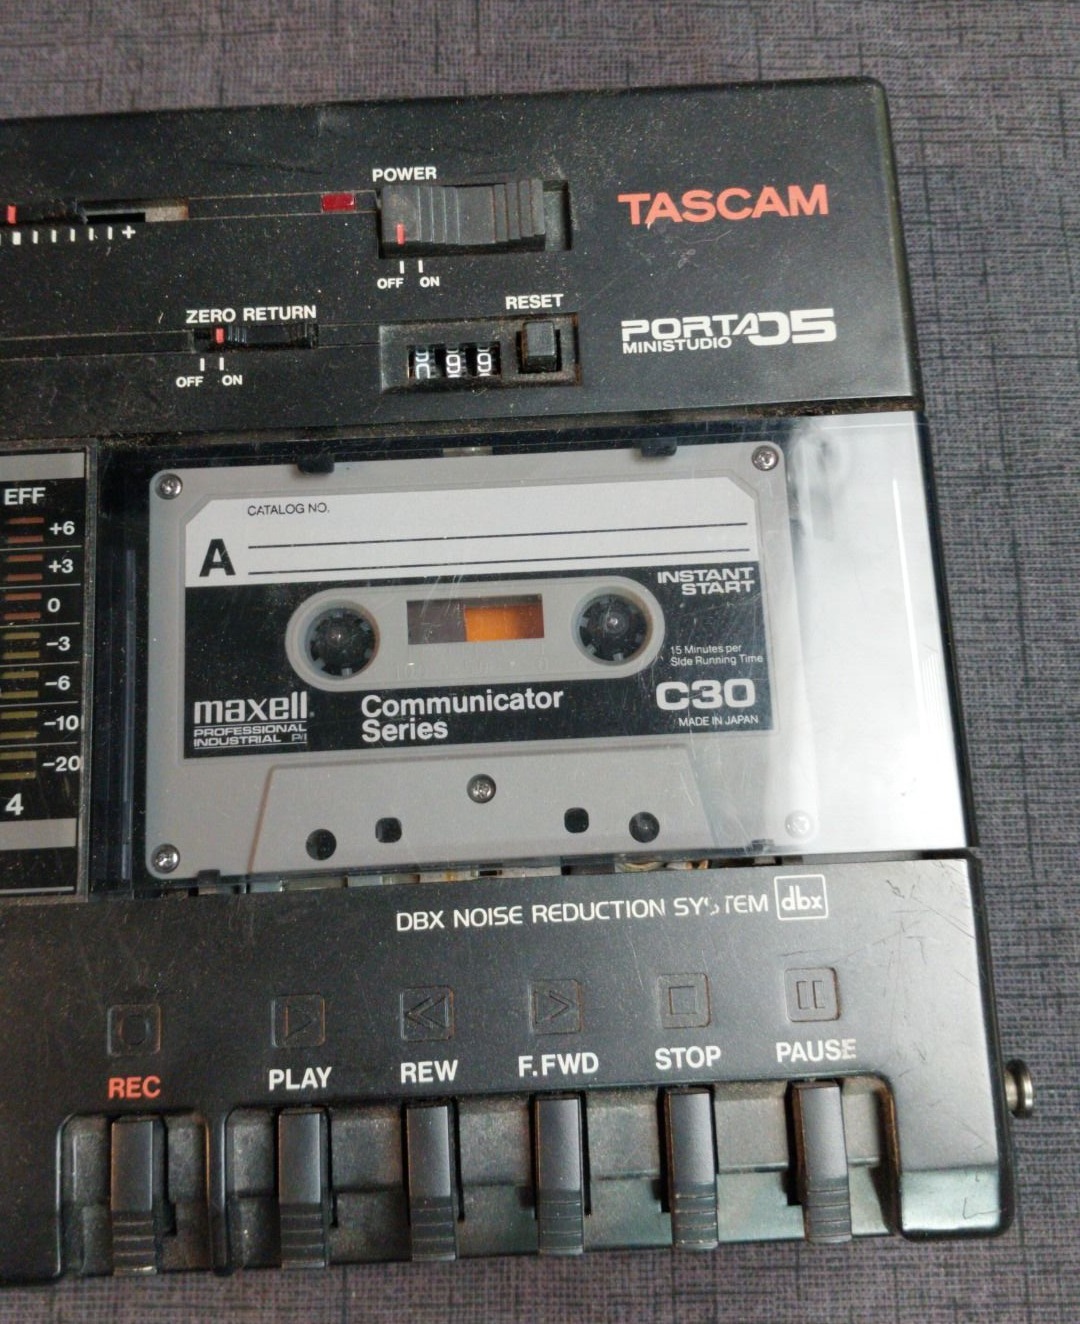 POWER
TASCAM
+
OFF ON
ZERO RETURN
RESET
PORTA 05
MINISTUDIO
OFF ON
99
EFF
+6
+3
0
−3
−6
−10
−20
4
CATALOG NO.
A
INSTANT
START
15 Minutes per
Side Running Time
C30
MADE IN JAPAN
maxell®
PROFESSIONAL
INDUSTRIAL P/I
Communicator
Series
DBX NOISE REDUCTION SYSTEM dbx
REC
PLAY
REW
F.FWD
STOP
PAUSE